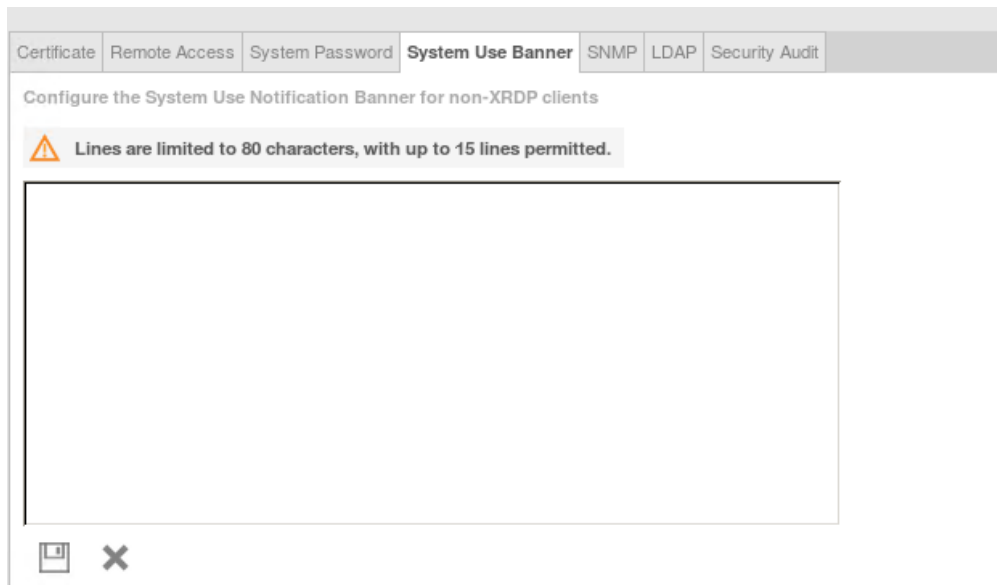 Certificate Remote Access System Password System Use Banner SNMP LDAP Security Audit
Configure the System Use Notification Banner for non-XRDP clients
Lines are limited to 80 characters, with up to 15 lines permitted.